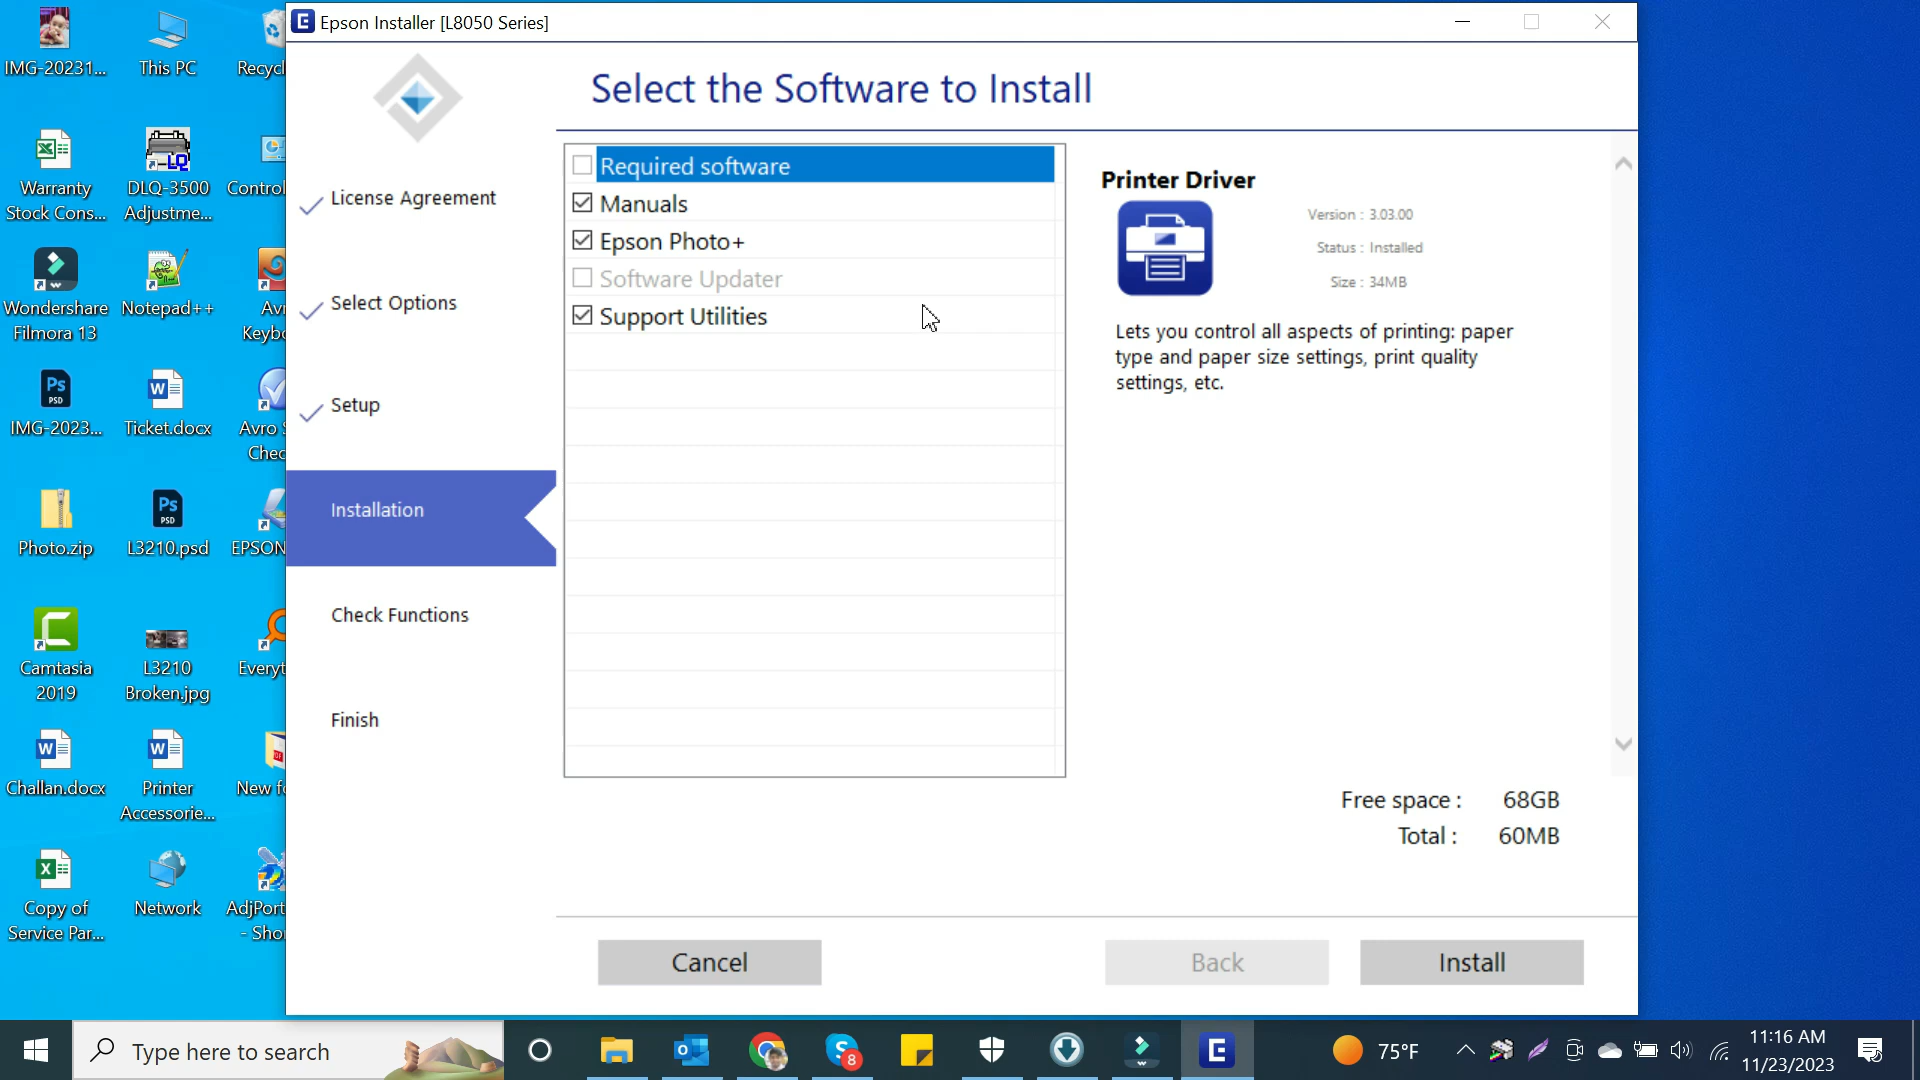 Epson Installer [L8050 Series]
Select the Software to Install
License Agreement
Select Options
Setup
Installation
Check Functions
Finish
Required software
Manuals
Epson Photo+
Software Updater
Support Utilities
Printer Driver
Version : 3.03.00
Status : Installed
Size : 34MB
Lets you control all aspects of printing: paper
type and paper size settings, print quality
settings, etc.
Free space : 68GB
Total : 60MB
Cancel
Back
Install
IMG-20231...
This PC
Recycl
Warranty
Stock Cons...
DLQ-3500
Adjustme...
Control
Wondershare
Filmora 13
Notepad++
Avr
Keybo
IMG-2023...
Ticket.docx
Avro S
Chec
Photo.zip
L3210.psd
EPSON
Camtasia
2019
L3210
Broken.jpg
Everyt
Challan.docx
Printer
Accessorie...
New fo
Copy of
Service Par...
Network
AdjPort
- Shor
Type here to search
8
75°F
11:16 AM
11/23/2023